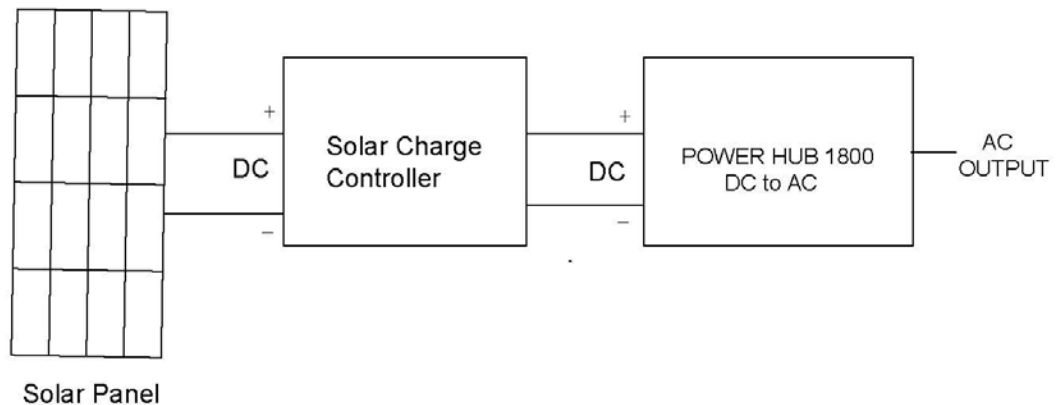 +
DC
−
Solar Charge
Controller
+
DC
−
POWER HUB 1800
DC to AC
AC
OUTPUT
Solar Panel